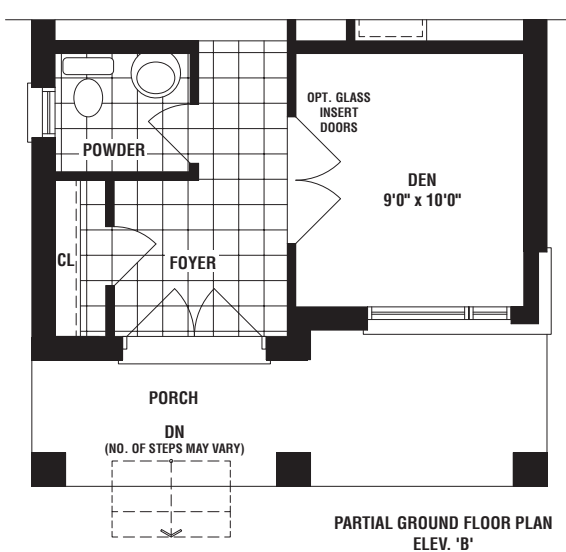 OPT. GLASS
INSERT
DOORS
POWDER
DEN
9'0" x 10'0"
CL
FOYER
PORCH
DN
(NO. OF STEPS MAY VARY)
PARTIAL GROUND FLOOR PLAN
ELEV. 'B'